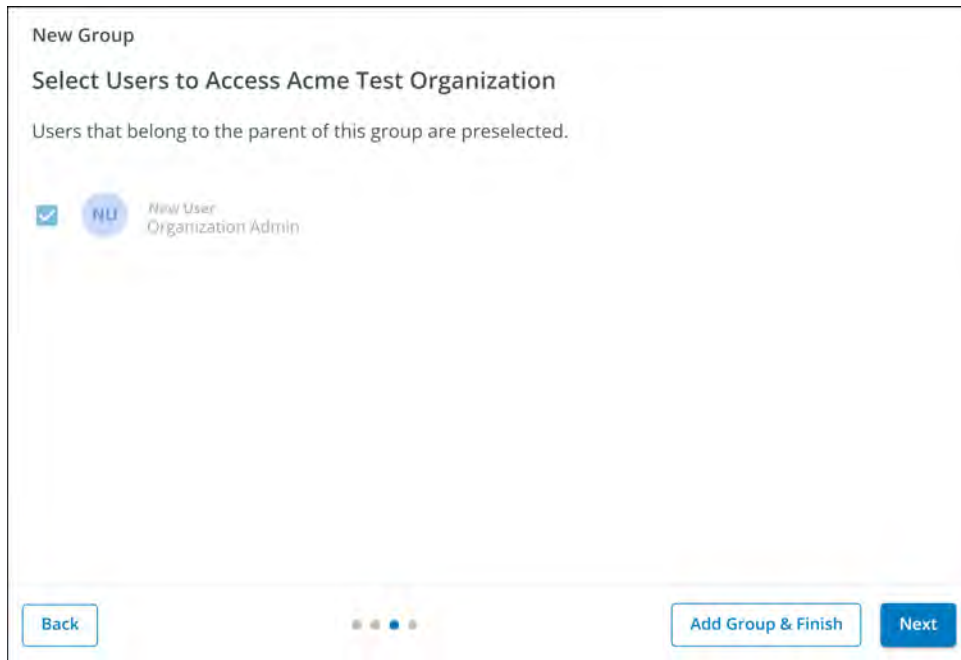 New Group
Select Users to Access Acme Test Organization
Users that belong to the parent of this group are preselected.
NU
New User
Organization Admin
Back
Add Group & Finish
Next